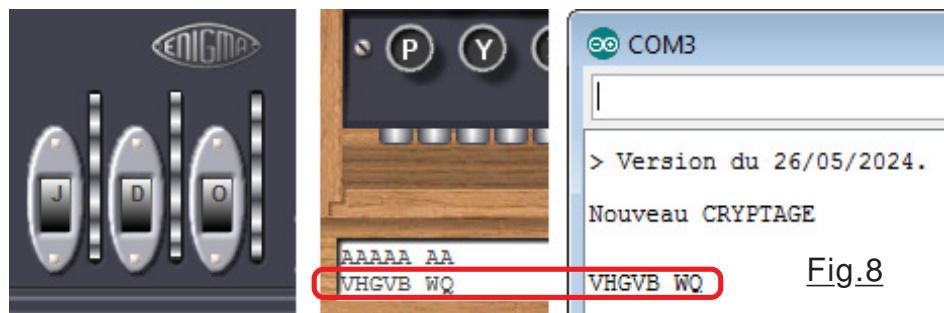 ENIGMA
J D O
P Y
AAAAA AA
VHGVB WQ
COM3
> Version du 26/05/2024.
Nouveau CRYPTAGE
VHGVB WQ
Fig.8